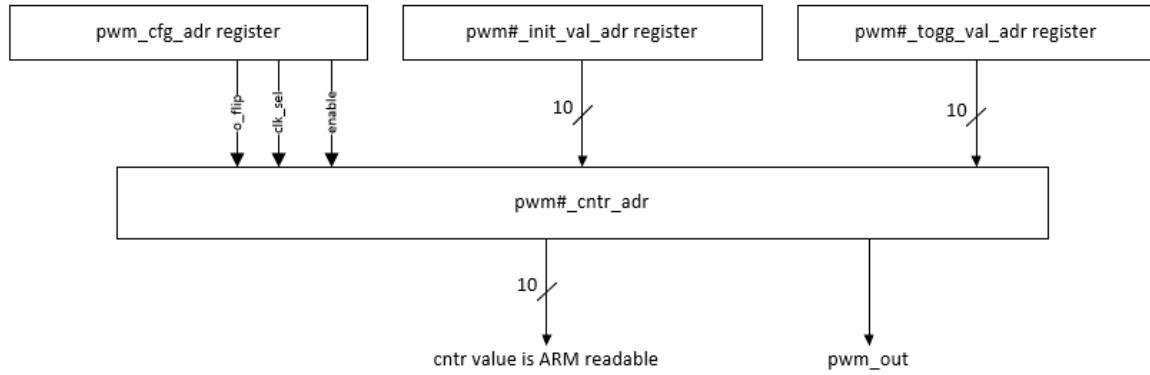 pwm_cfg_adr register
pwm#_init_val_adr register
pwm#_togg_val_adr register
o_flip
clk_sel
enable
10
10
pwm#_cntr_adr
10
cntr value is ARM readable
pwm_out